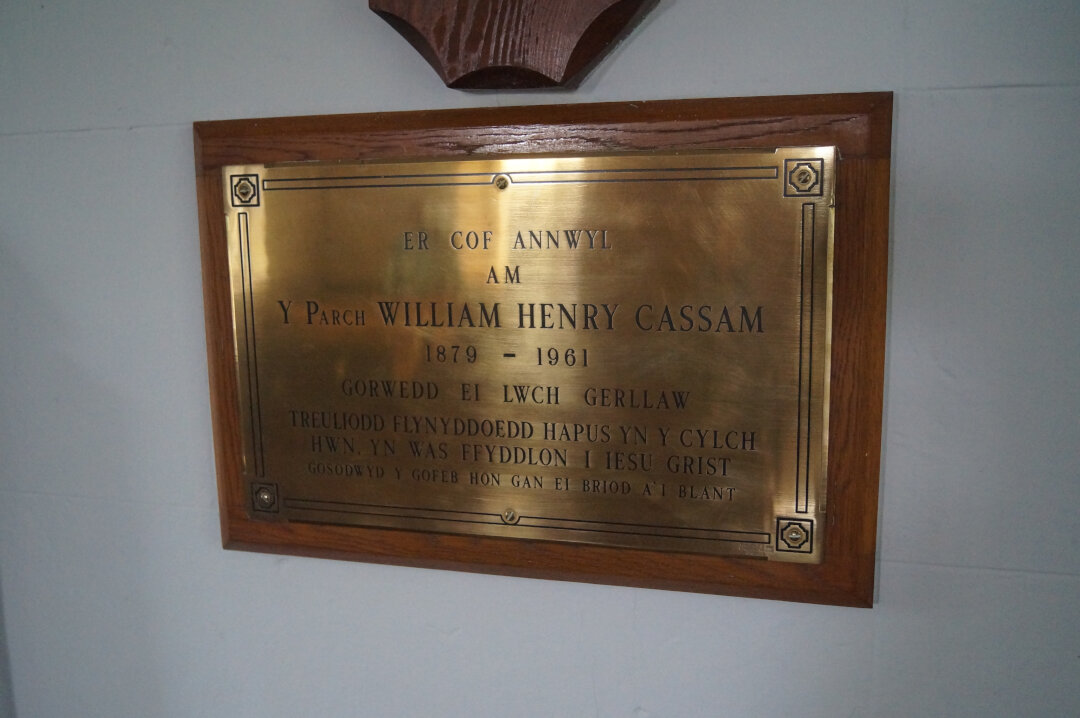 ER COF ANNWYL
AM
Y PARCH WILLIAM HENRY CASSAM
1879 – 1961
GORWEDD EI LWCH GERLLAW
TREULIODD FLYNYDDOEDD HAPUS YN Y CYLCH
HWN, YN WAS FFYDDLON I IESU GRIST
GOSODWYD Y GOFEB HON GAN EI BRIOD A'I BLANT